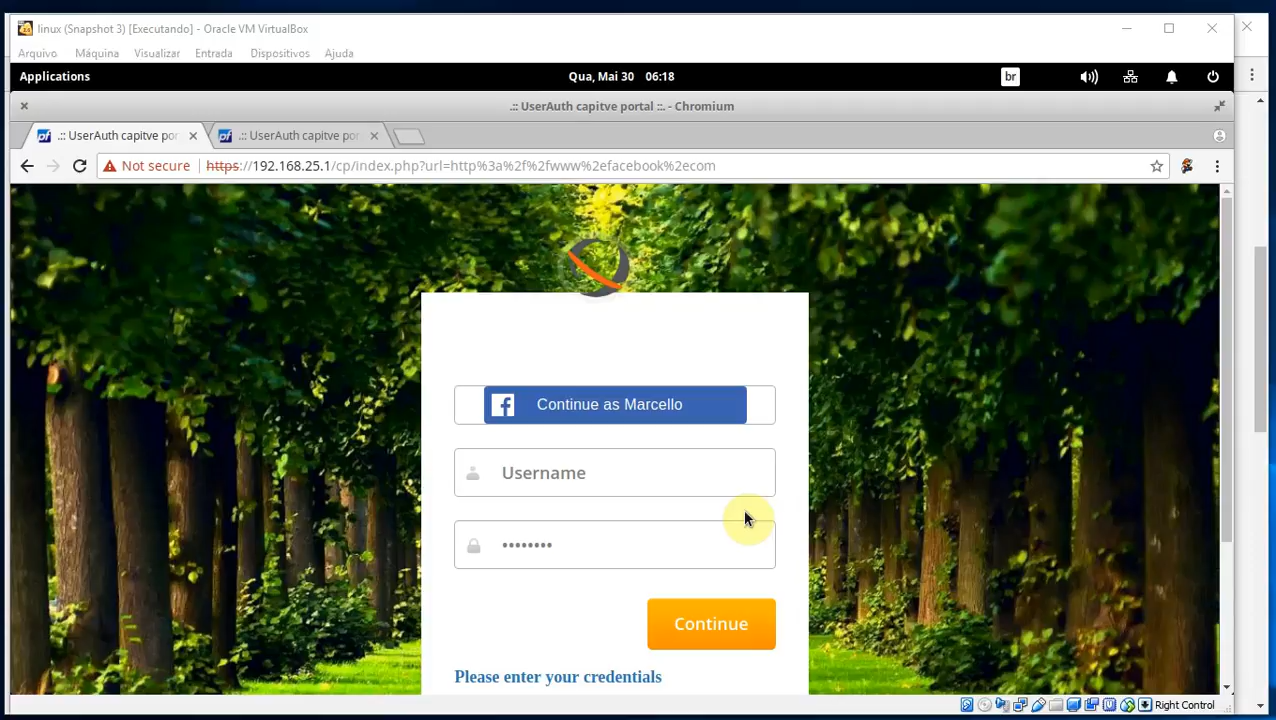 linux (Snapshot 3) [Executando] - Oracle VM VirtualBox
Arquivo Máquina Visualizar Entrada Dispositivos Ajuda
Applications Qua, Mai 30 06:18 br
.:: UserAuth capitve portal ::. - Chromium
pf .:: UserAuth capitve por pf .:: UserAuth capitve por
Not secure https://192.168.25.1/cp/index.php?url=http%3a%2f%2fwww%2efacebook%2ecom
f Continue as Marcello
Username
••••••••
Continue
Please enter your credentials
Right Control